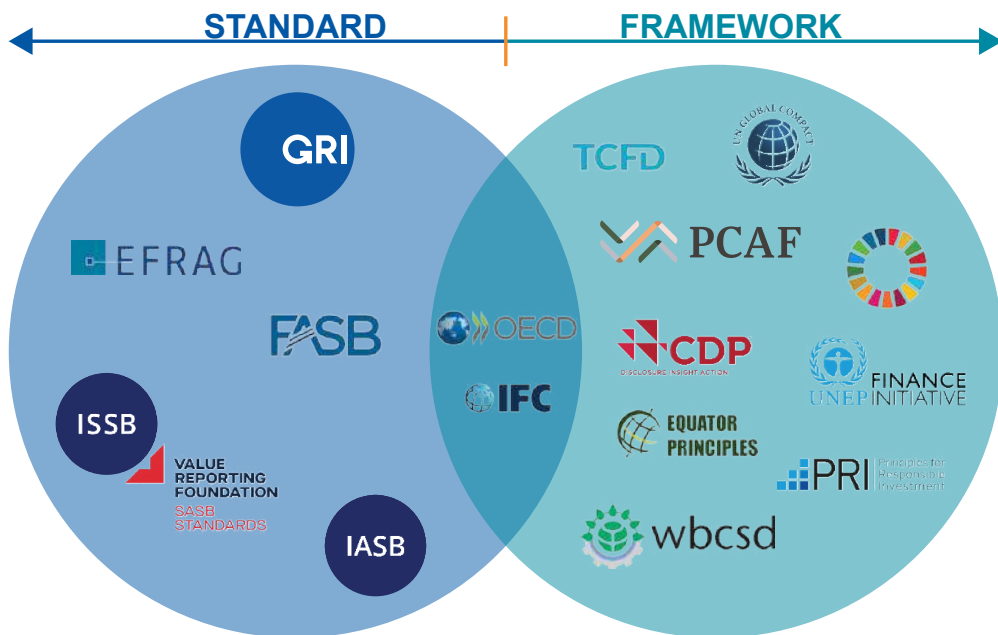 STANDARD
FRAMEWORK
GRI
EFRAG
FASB
ISSB
VALUE
REPORTING
FOUNDATION
SASB
STANDARDS
IASB
OECD
IFC
TCFD
UN GLOBAL COMPACT
PCAF
CDP
DISCLOSURE INSIGHT ACTION
UNEP
FINANCE
INITIATIVE
EQUATOR
PRINCIPLES
PRI
Principles for
Responsible
Investment
wbcsd